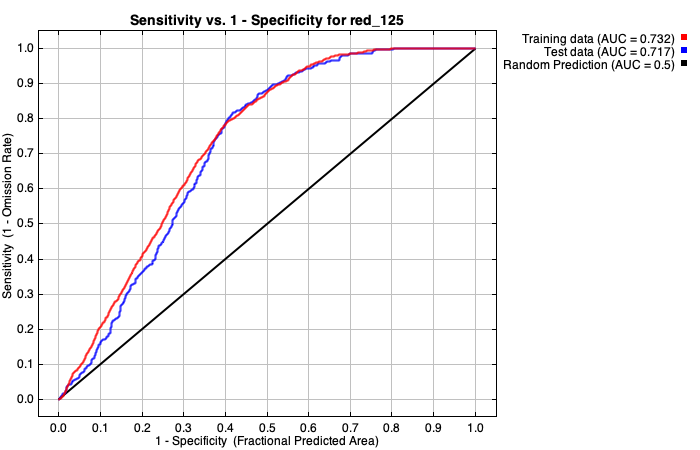 Sensitivity vs. 1 - Specificity for red_125
Training data (AUC = 0.732)
Test data (AUC = 0.717)
Random Prediction (AUC = 0.5)
Sensitivity (1 - Omission Rate)
1.0
0.9
0.8
0.7
0.6
0.5
0.4
0.3
0.2
0.1
0.0
0.0 0.1 0.2 0.3 0.4 0.5 0.6 0.7 0.8 0.9 1.0
1 - Specificity (Fractional Predicted Area)